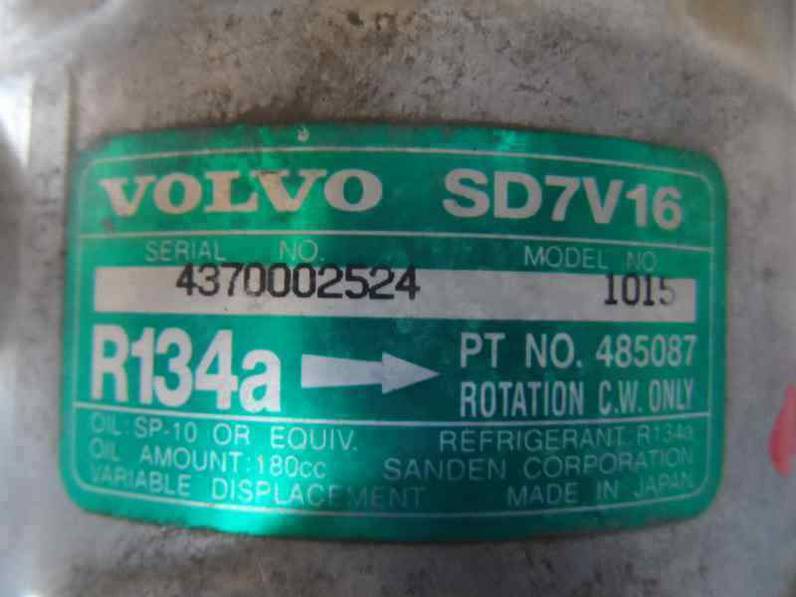 VOLVO SD7V16
SERIAL NO. MODEL NO.
4370002524 1015
R134a PT NO. 485087
ROTATION C.W. ONLY
OIL: SP-10 OR EQUIV. REFRIGERANT R134a
OIL AMOUNT: 180cc SANDEN CORPORATION
VARIABLE DISPLACEMENT MADE IN JAPAN